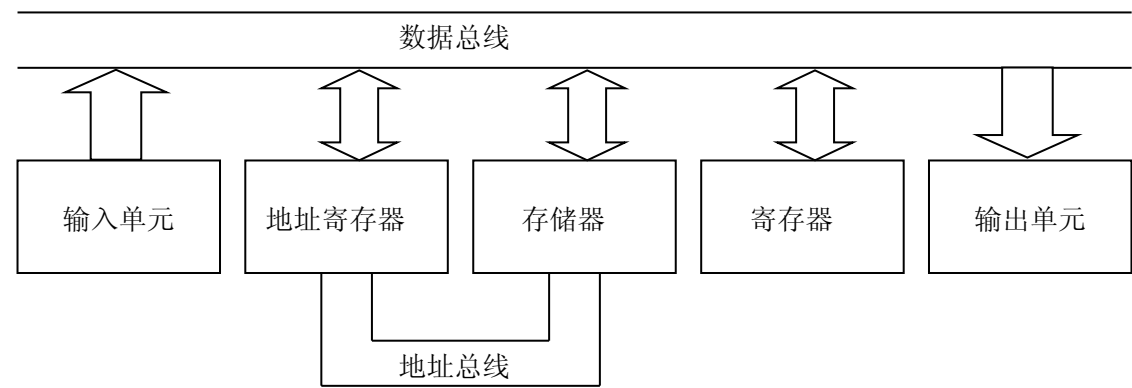 数据总线
输入单元
地址寄存器
存储器
寄存器
输出单元
地址总线